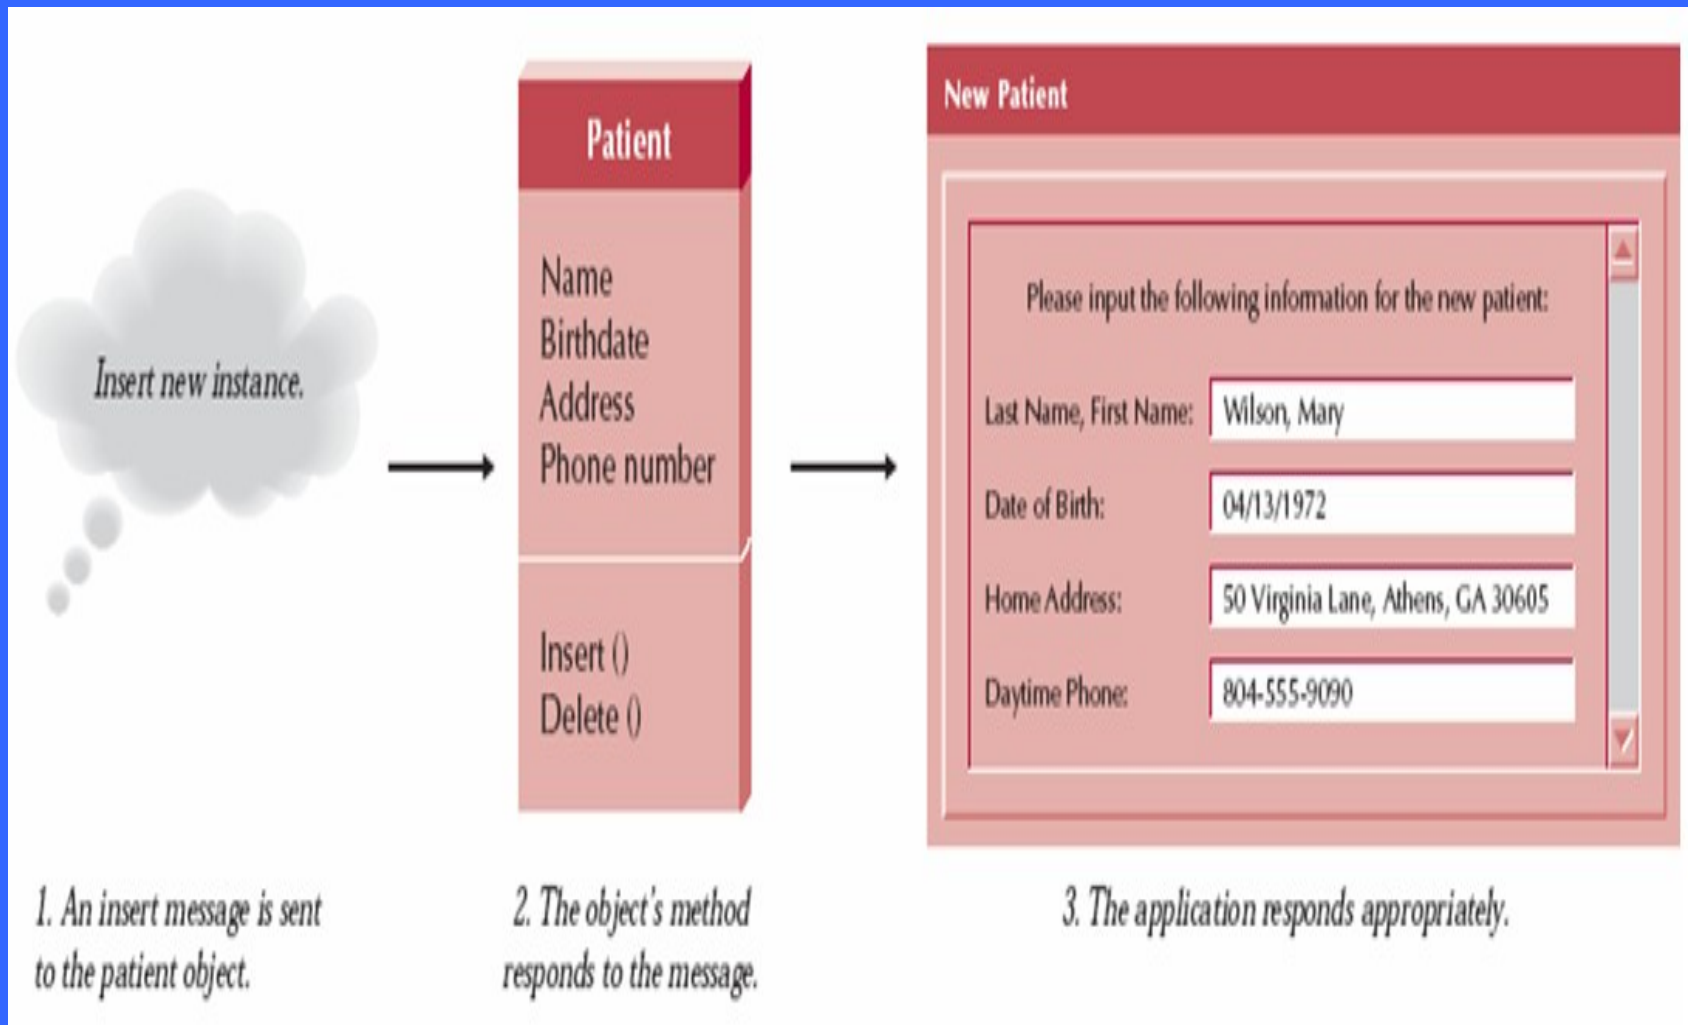 Insert new instance.
1. An insert message is sent
to the patient object.
Patient
Name
Birthdate
Address
Phone number
Insert ()
Delete ()
2. The object's method
responds to the message.
New Patient
Please input the following information for the new patient:
Last Name, First Name: Wilson, Mary
Date of Birth: 04/13/1972
Home Address: 50 Virginia Lane, Athens, GA 30605
Daytime Phone: 804-555-9090
3. The application responds appropriately.